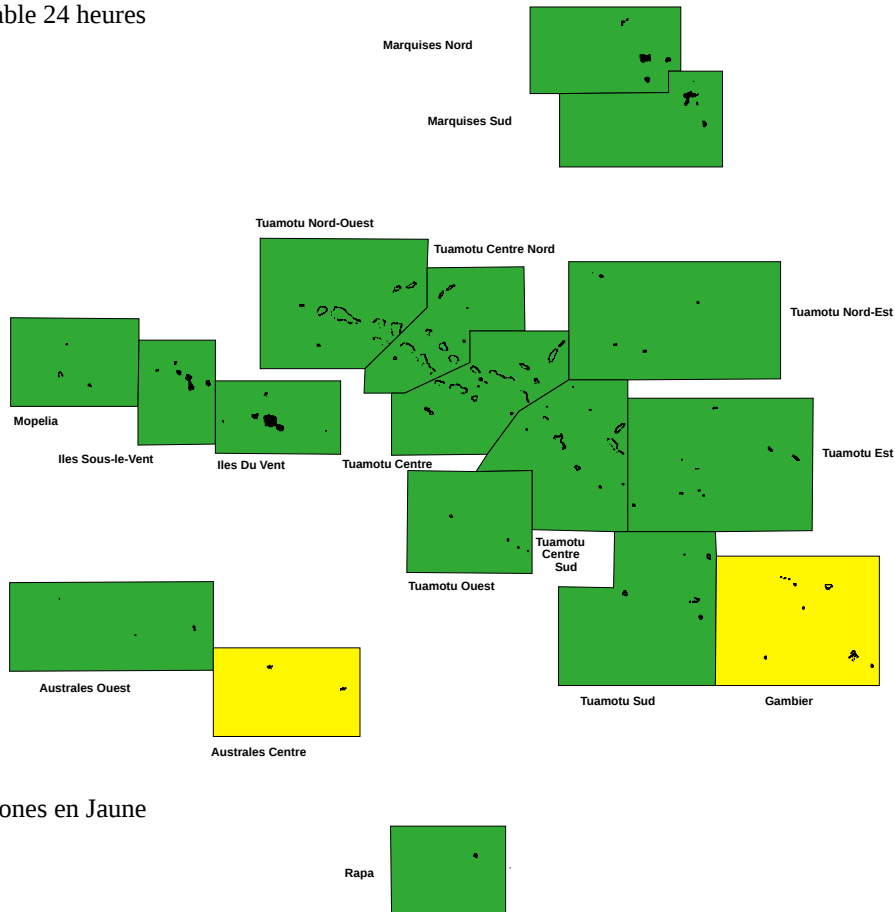 24 heures
Marquises Nord
Marquises Sud
Tuamotu Nord-Ouest
Tuamotu Centre Nord
Tuamotu Nord-Est
Mopelia
Iles Sous-le-Vent
Iles Du Vent
Tuamotu Centre
Tuamotu Est
Tuamotu
Centre
Sud
Tuamotu Ouest
Australes Ouest
Tuamotu Sud
Gambier
Australes Centre
en Jaune
Rapa